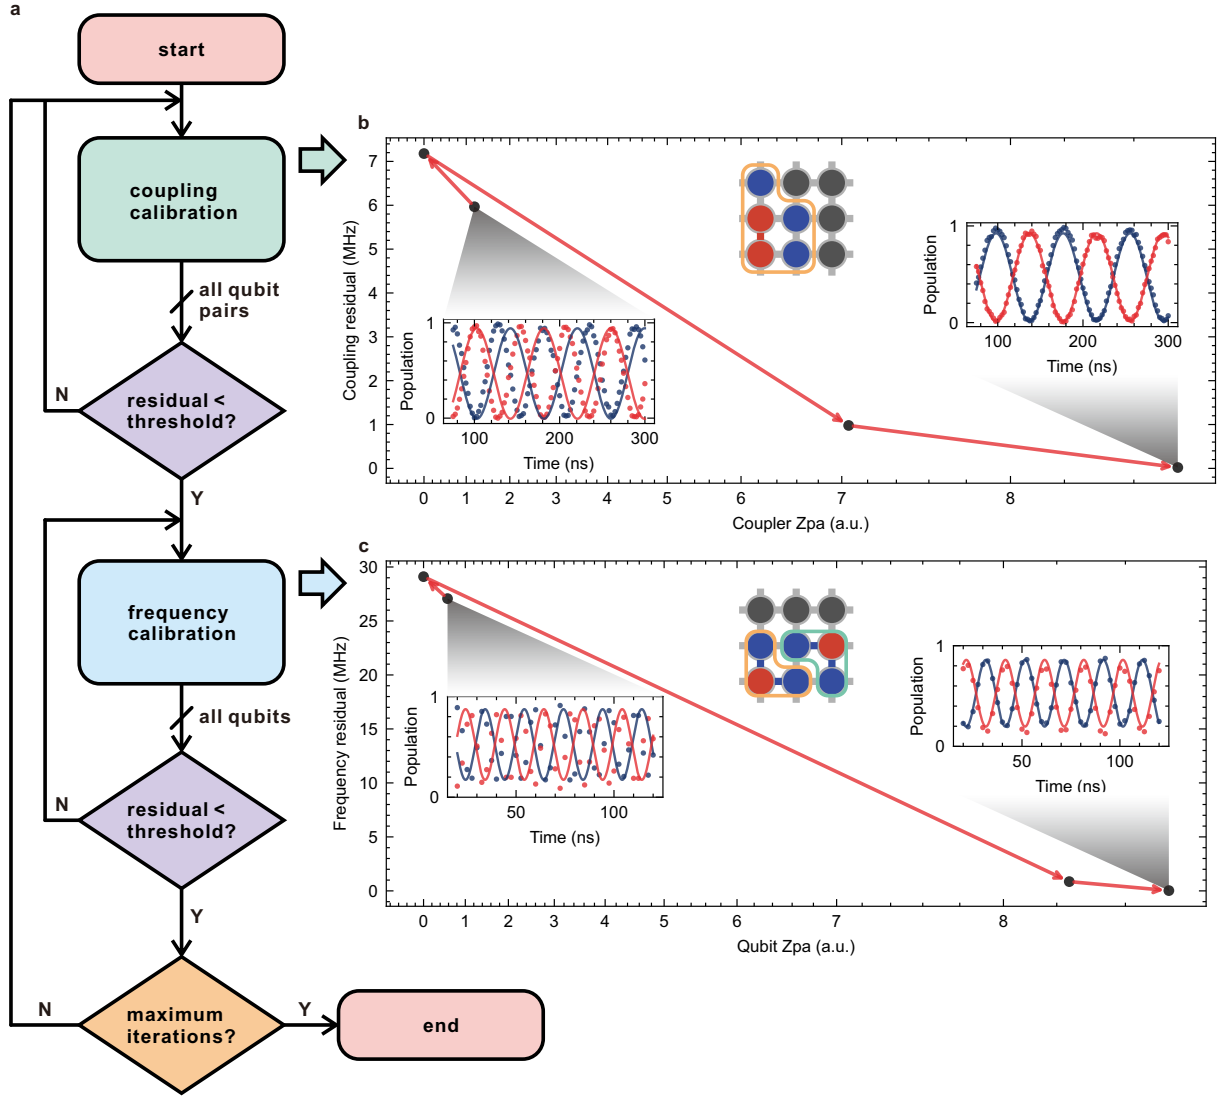 a
start
coupling
calibration
all qubit
pairs
N
residual <
threshold?
Y
frequency
calibration
all qubits
N
residual <
threshold?
Y
N
maximum
iterations?
Y
end
b
Coupling residual (MHz)
7
6
5
4
3
2
1
0
0 1 2 3 4 5 6 7 8
Coupler Zpa (a.u.)
Population
1
0
100 200 300
Time (ns)
Population
1
0
100 200 300
Time (ns)
c
Frequency residual (MHz)
30
25
20
15
10
5
0
0 1 2 3 4 5 6 7 8
Qubit Zpa (a.u.)
Population
1
0
50 100
Time (ns)
Population
1
0
50 100
Time (ns)